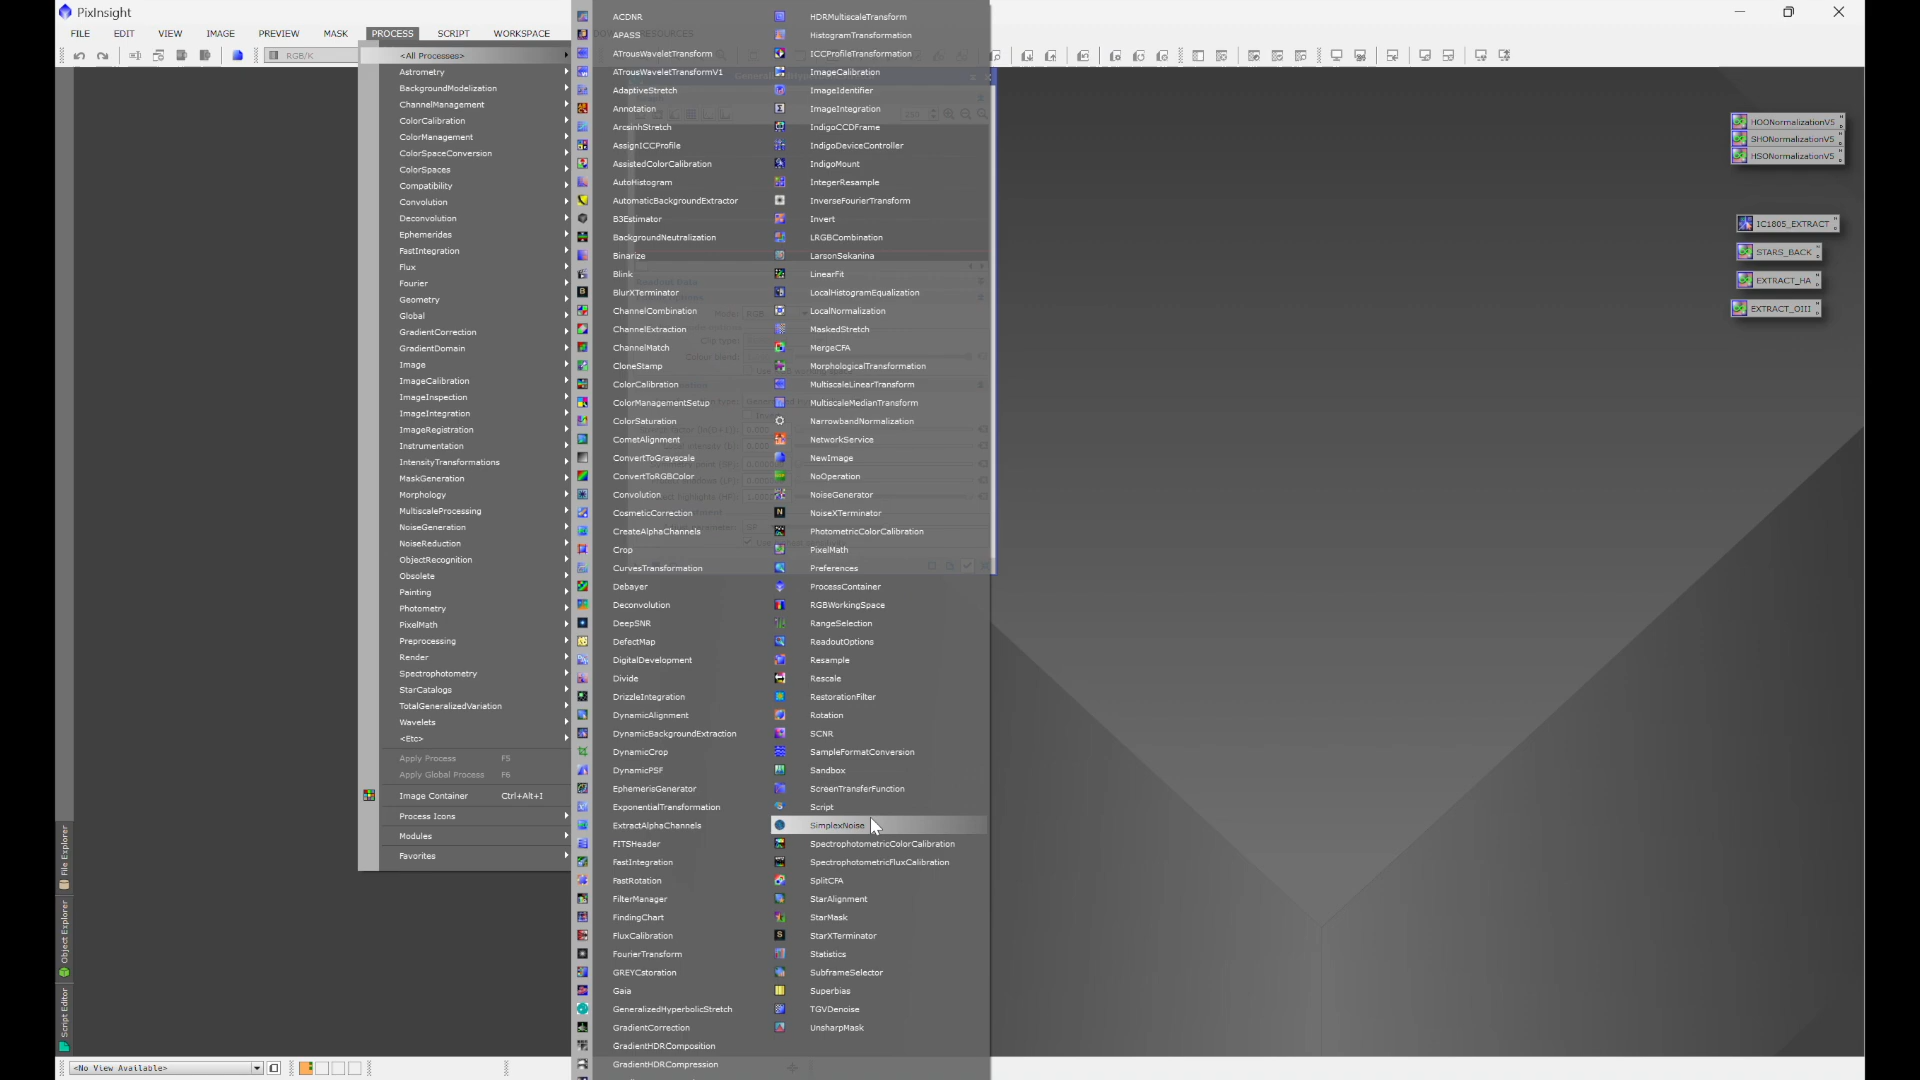 PixInsight
FILE EDIT VIEW IMAGE PREVIEW MASK PROCESS SCRIPT WORKSPACE RESOURCES
RGB/K
<All Processes>
Astrometry
BackgroundModelization
ChannelManagement
ColorCalibration
ColorManagement
ColorSpaceConversion
ColorSpaces
Compatibility
Convolution
Deconvolution
Ephemerides
FastIntegration
Flux
Fourier
Geometry
Global
GradientCorrection
GradientDomain
Image
ImageCalibration
ImageInspection
ImageIntegration
ImageRegistration
Instrumentation
IntensityTransformations
MaskGeneration
Morphology
MultiscaleProcessing
NoiseGeneration
NoiseReduction
ObjectRecognition
Obsolete
Painting
Photometry
PixelMath
Preprocessing
Render
Spectrophotometry
StarCatalogs
TotalGeneralizedVariation
Wavelets
<Etc>
Apply Process F5
Apply Global Process F6
Image Container Ctrl+Alt+I
Process Icons
Modules
Favorites
ACDNR
APASS
ATrousWaveletTransform
ATrousWaveletTransformV1
AdaptiveStretch
Annotation
ArcsinhStretch
AssignICCProfile
AssistedColorCalibration
AutoHistogram
AutomaticBackgroundExtractor
B3Estimator
BackgroundNeutralization
Binarize
Blink
BlurXTerminator
ChannelCombination
ChannelExtraction
ChannelMatch
CloneStamp
ColorCalibration
ColorManagementSetup
ColorSaturation
CometAlignment
ConvertToGrayscale
ConvertToRGBColor
Convolution
CosmeticCorrection
CreateAlphaChannels
Crop
CurvesTransformation
Debayer
Deconvolution
DeepSNR
DefectMap
DigitalDevelopment
Divide
DrizzleIntegration
DynamicAlignment
DynamicBackgroundExtraction
DynamicCrop
DynamicPSF
EphemerisGenerator
ExponentialTransformation
ExtractAlphaChannels
FITSHeader
FastIntegration
FastRotation
FilterManager
FindingChart
FluxCalibration
FourierTransform
GREYCstoration
Gaia
GeneralizedHyperbolicStretch
GradientCorrection
GradientHDRComposition
GradientHDRCompression
HDRMultiscaleTransform
HistogramTransformation
ICCProfileTransformation
ImageCalibration
ImageIdentifier
ImageIntegration
IndigoCCDFrame
IndigoDeviceController
IndigoMount
IntegerResample
InverseFourierTransform
Invert
LRGBCombination
LarsonSekanina
LinearFit
LocalHistogramEqualization
LocalNormalization
MaskedStretch
MergeCFA
MorphologicalTransformation
MultiscaleLinearTransform
MultiscaleMedianTransform
NarrowbandNormalization
NetworkService
NewImage
NoOperation
NoiseGenerator
NoiseXTerminator
PhotometricColorCalibration
PixelMath
Preferences
ProcessContainer
RGBWorkingSpace
RangeSelection
ReadoutOptions
Resample
Rescale
RestorationFilter
Rotation
SCNR
SampleFormatConversion
Sandbox
ScreenTransferFunction
Script
SimplexNoise
SpectrophotometricColorCalibration
SpectrophotometricFluxCalibration
SplitCFA
StarAlignment
StarMask
StarXTerminator
Statistics
SubframeSelector
Superbias
TGVDenoise
UnsharpMask
HOONormalizationV5
SHONormalizationV5
HSONormalizationV5
IC1805_EXTRACT
STARS_BACK
EXTRACT_HA
EXTRACT_OIII
File Explorer
Object Explorer
Script Editor
<No View Available>